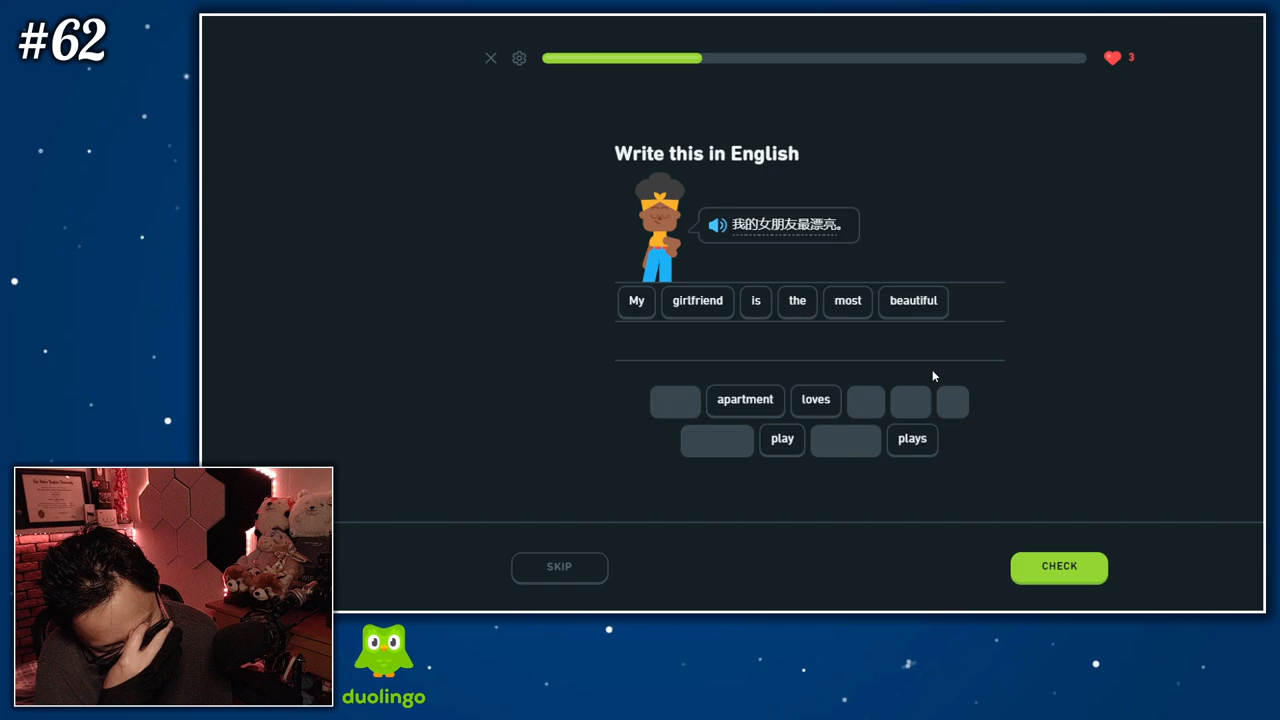 #62
3
Write this in English
我的女朋友最漂亮。
My girlfriend is the most beautiful
apartment loves
play plays
SKIP CHECK
duolingo